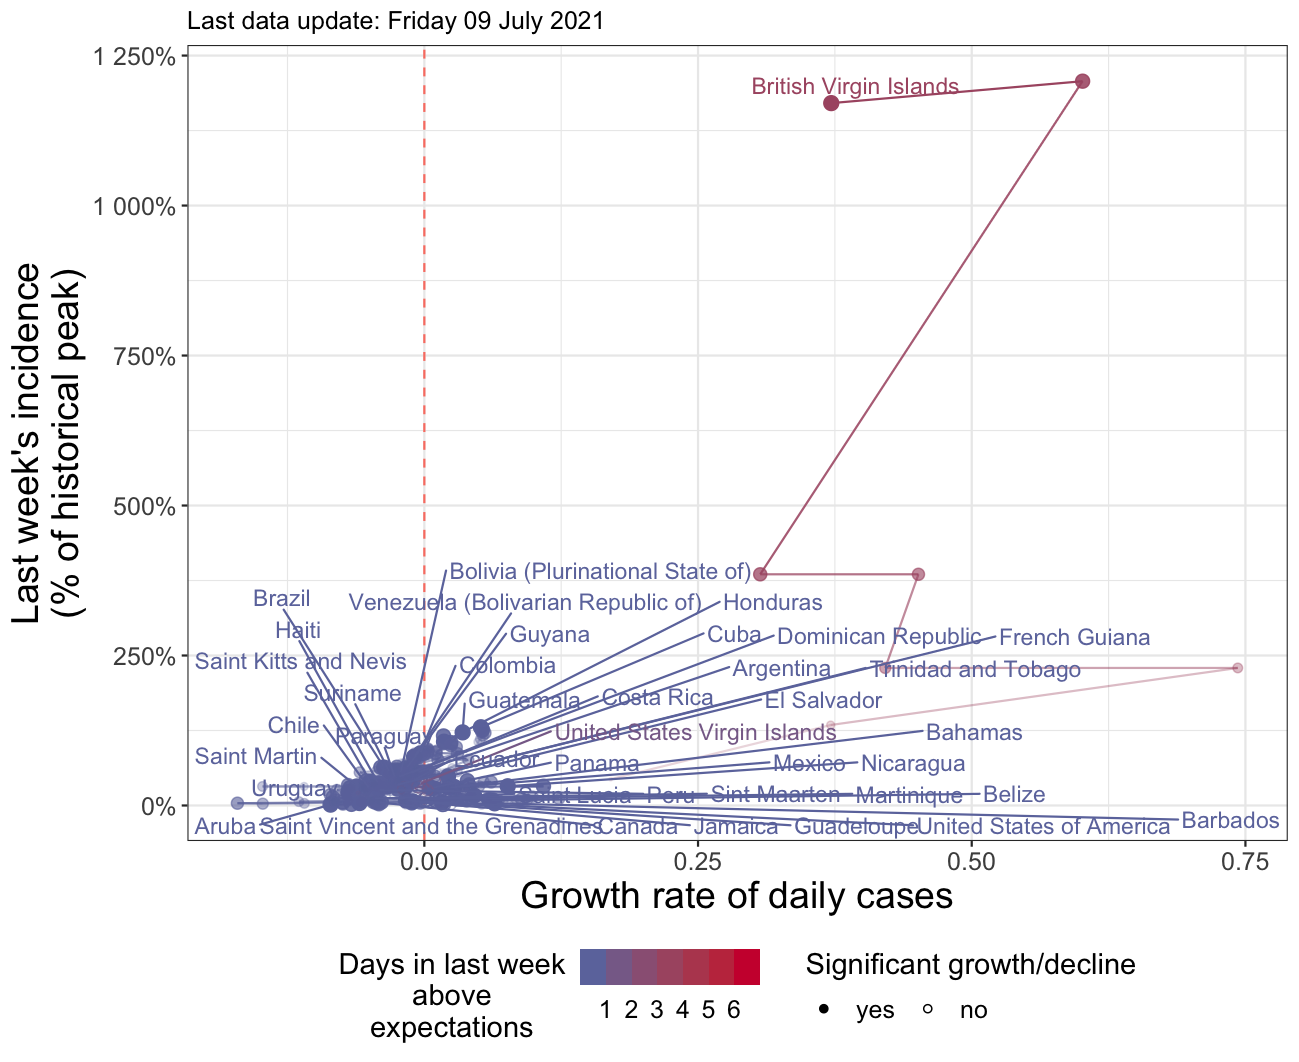 Last data update: Friday 09 July 2021
1 250%
British Virgin Islands
1 000%
750%
500%
250%
0%
Last week's incidence
(% of historical peak)
Bolivia (Plurinational State of)
Brazil
Venezuela (Bolivarian Republic of)
Honduras
Haiti
Guyana
Cuba
Dominican Republic
French Guiana
Saint Kitts and Nevis
Colombia
Argentina
Trinidad and Tobago
Suriname
Guatemala
Costa Rica
El Salvador
Chile
Paraguay
United States Virgin Islands
Bahamas
Saint Martin
Ecuador
Panama
Mexico
Nicaragua
Uruguay
Saint Lucia
Peru
Sint Maarten
Martinique
Belize
Aruba
Saint Vincent and the Grenadines
Canada
Jamaica
Guadeloupe
United States of America
Barbados
0.00
0.25
0.50
0.75
Growth rate of daily cases
Days in last week
above
expectations
1 2 3 4 5 6
Significant growth/decline
yes
no